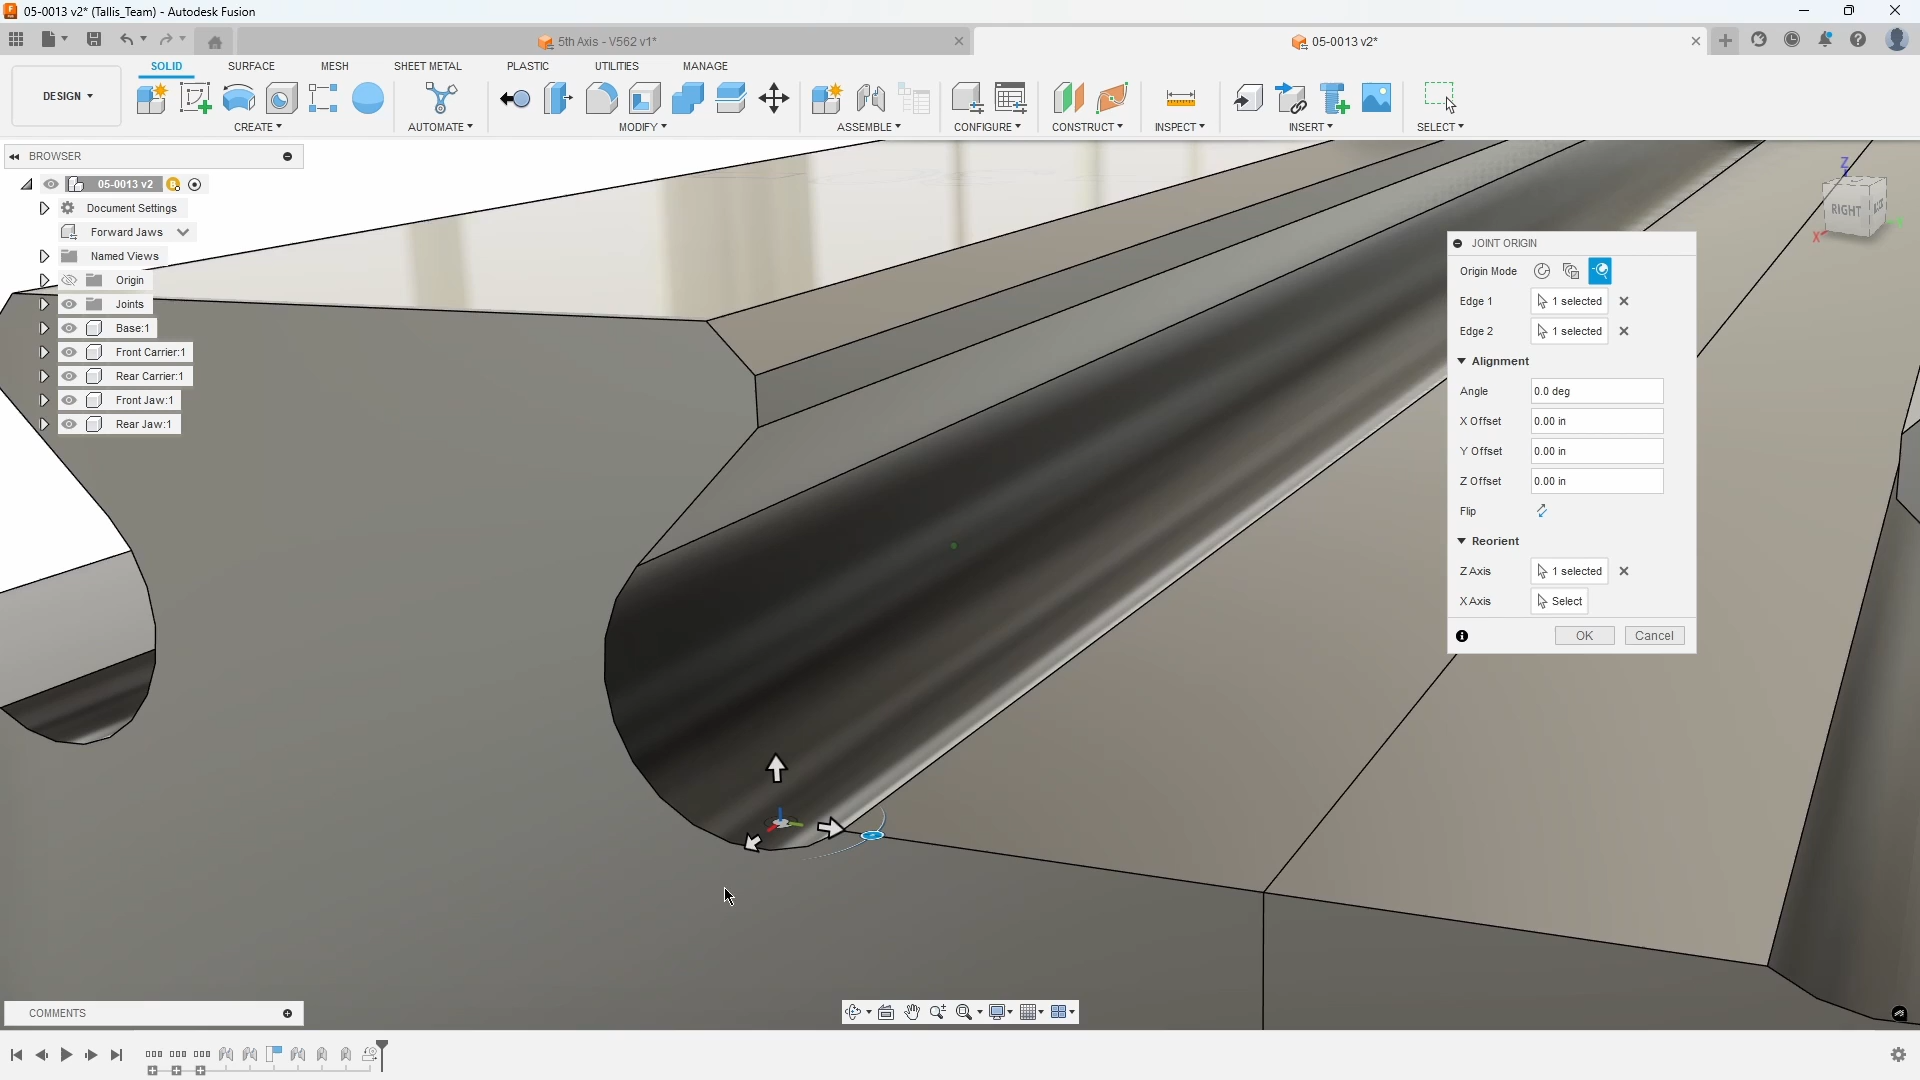 05-0013 v2* (Tallis_Team) - Autodesk Fusion
5th Axis - V562 v1*
05-0013 v2*
DESIGN
SOLID
SURFACE
MESH
SHEET METAL
PLASTIC
UTILITIES
MANAGE
CREATE
AUTOMATE
MODIFY
ASSEMBLE
CONFIGURE
CONSTRUCT
INSPECT
INSERT
SELECT
BROWSER
05-0013 v2
Document Settings
Forward Jaws
Named Views
Origin
Joints
Base:1
Front Carrier:1
Rear Carrier:1
Front Jaw:1
Rear Jaw:1
Z
RIGHT
X
JOINT ORIGIN
Origin Mode
Edge 1
1 selected
Edge 2
1 selected
Alignment
Angle
0.0 deg
X Offset
0.00 in
Y Offset
0.00 in
Z Offset
0.00 in
Flip
Reorient
Z Axis
1 selected
X Axis
Select
OK
Cancel
COMMENTS